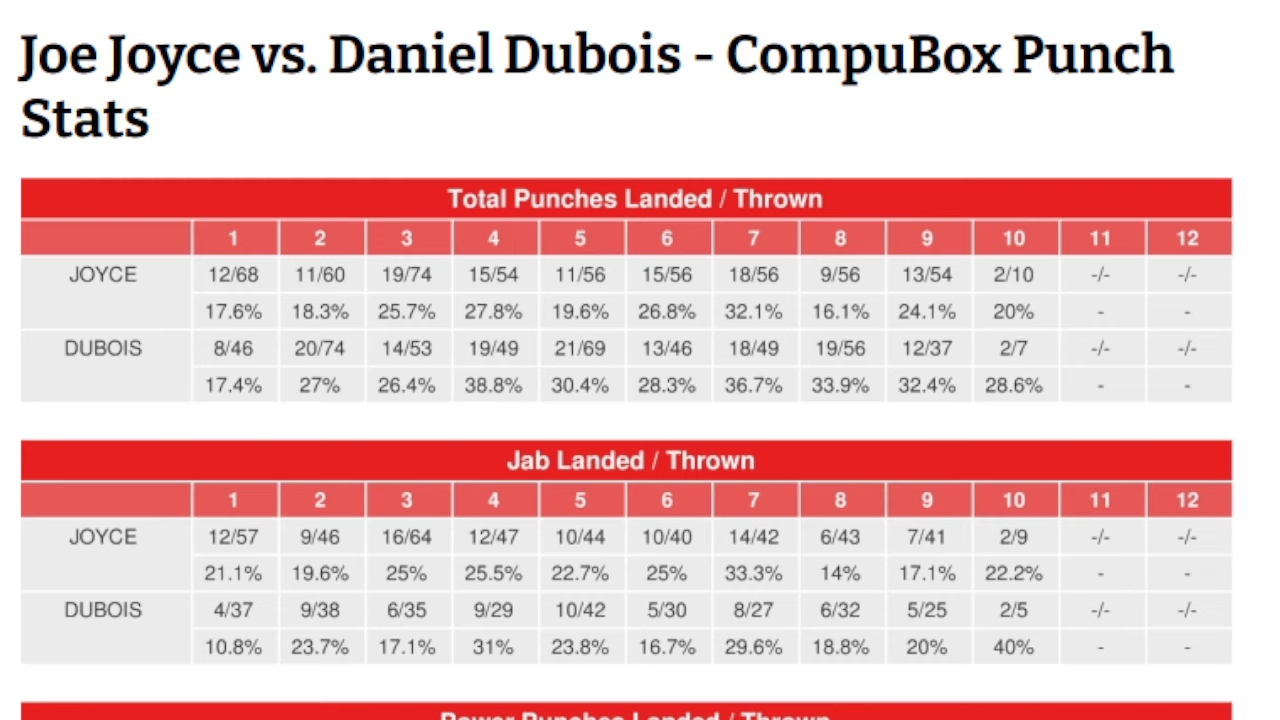 Joe Joyce vs. Daniel Dubois - CompuBox Punch
Stats
Total Punches Landed / Thrown
1 2 3 4 5 6 7 8 9 10 11 12
JOYCE 12/68 11/60 19/74 15/54 11/56 15/56 18/56 9/56 13/54 2/10 -/- -/-
17.6% 18.3% 25.7% 27.8% 19.6% 26.8% 32.1% 16.1% 24.1% 20% - -
DUBOIS 8/46 20/74 14/53 19/49 21/69 13/46 18/49 19/56 12/37 2/7 -/- -/-
17.4% 27% 26.4% 38.8% 30.4% 28.3% 36.7% 33.9% 32.4% 28.6% - -
Jab Landed / Thrown
1 2 3 4 5 6 7 8 9 10 11 12
JOYCE 12/57 9/46 16/64 12/47 10/44 10/40 14/42 6/43 7/41 2/9 -/- -/-
21.1% 19.6% 25% 25.5% 22.7% 25% 33.3% 14% 17.1% 22.2% - -
DUBOIS 4/37 9/38 6/35 9/29 10/42 5/30 8/27 6/32 5/25 2/5 -/- -/-
10.8% 23.7% 17.1% 31% 23.8% 16.7% 29.6% 18.8% 20% 40% - -
Power Punches Landed / Thrown